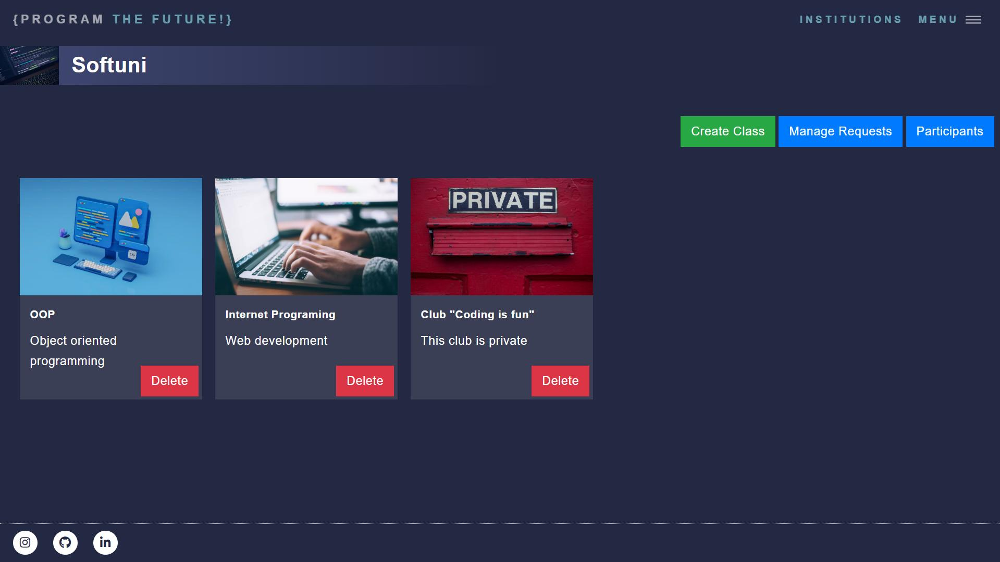 {PROGRAM THE FUTURE!}
INSTITUTIONS MENU
Softuni
Create Class Manage Requests Participants
PRIVATE
OOP
Object oriented
programming
Delete
Internet Programing
Web development
Delete
Club "Coding is fun"
This club is private
Delete